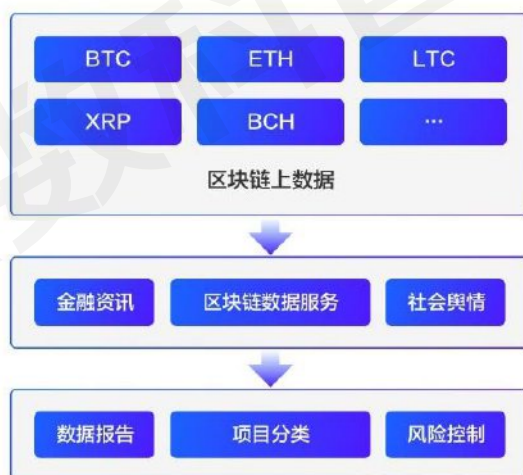 BTC ETH LTC
XRP BCH ...
区块链上数据
金融资讯 区块链数据服务 社会舆情
数据报告 项目分类 风险控制